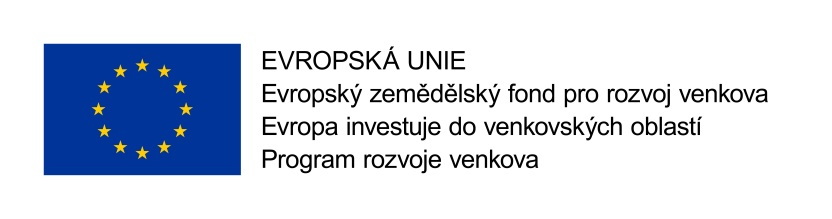 EVROPSKÁ UNIE
Evropský zemědělský fond pro rozvoj venkova
Evropa investuje do venkovských oblastí
Program rozvoje venkova